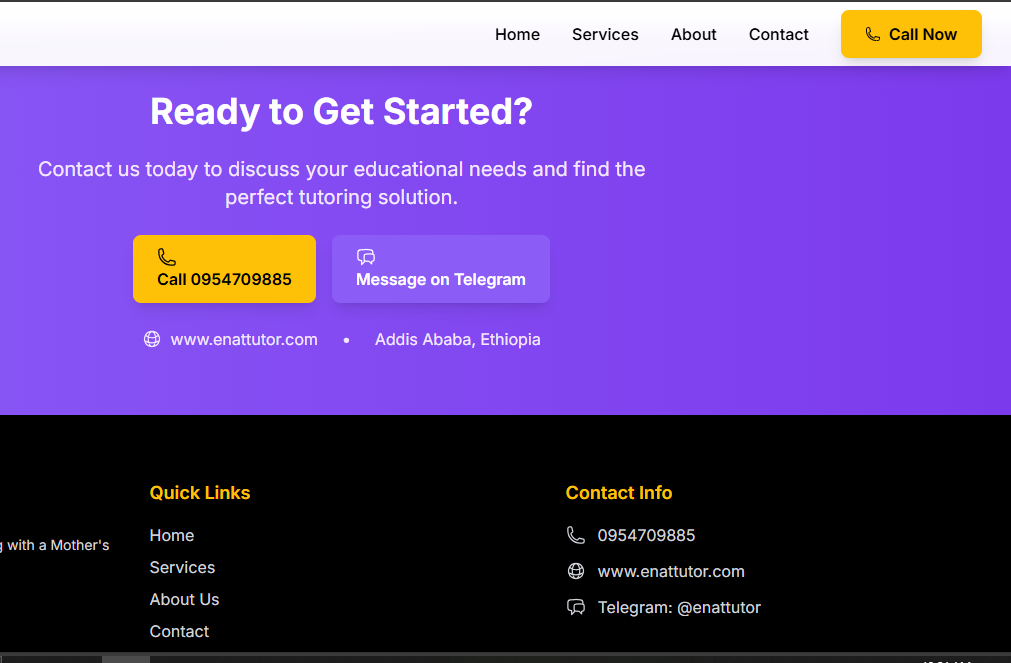 Home Services About Contact Call Now
Ready to Get Started?
Contact us today to discuss your educational needs and find the
perfect tutoring solution.
Call 0954709885
Message on Telegram
www.enattutor.com • Addis Ababa, Ethiopia
with a Mother's
Quick Links
Home
Services
About Us
Contact
Contact Info
0954709885
www.enattutor.com
Telegram: @enattutor